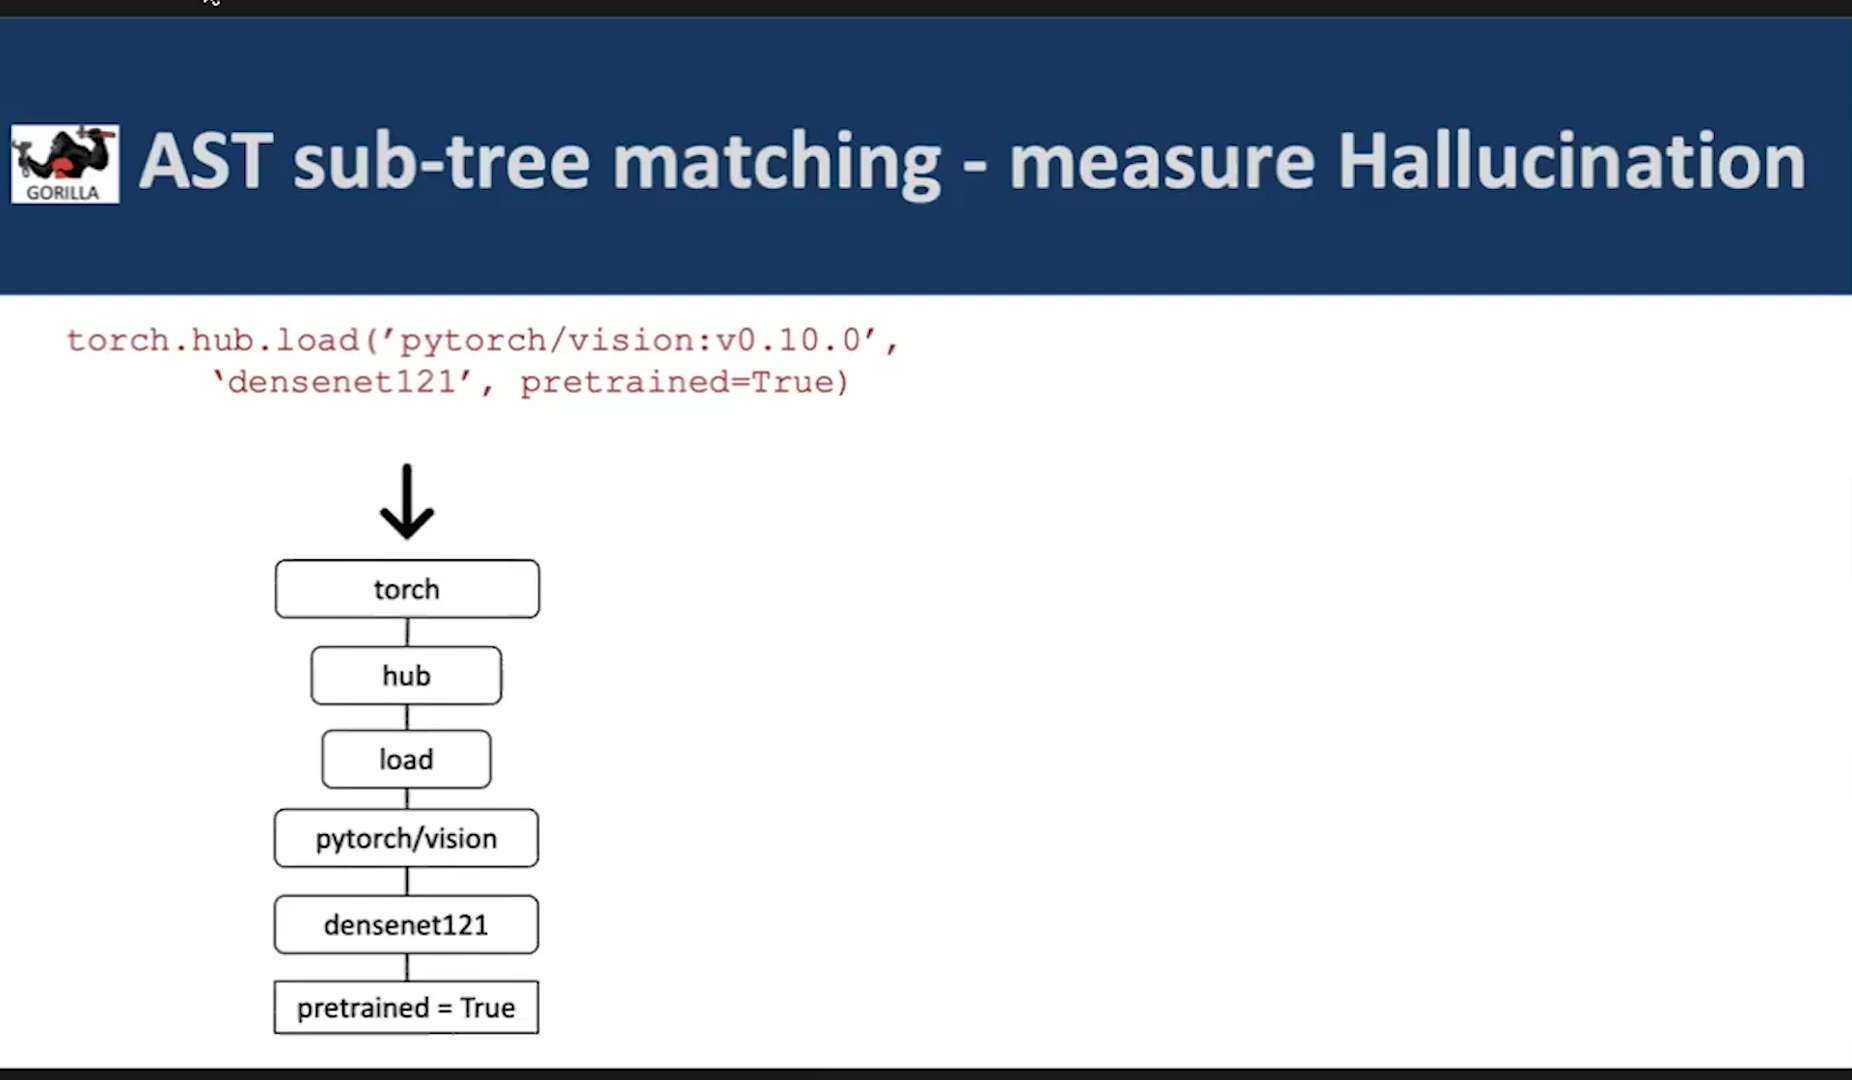 GORILLA
AST sub-tree matching - measure Hallucination
torch.hub.load(’pytorch/vision:v0.10.0’,
‘densenet121’, pretrained=True)
torch
hub
load
pytorch/vision
densenet121
pretrained = True